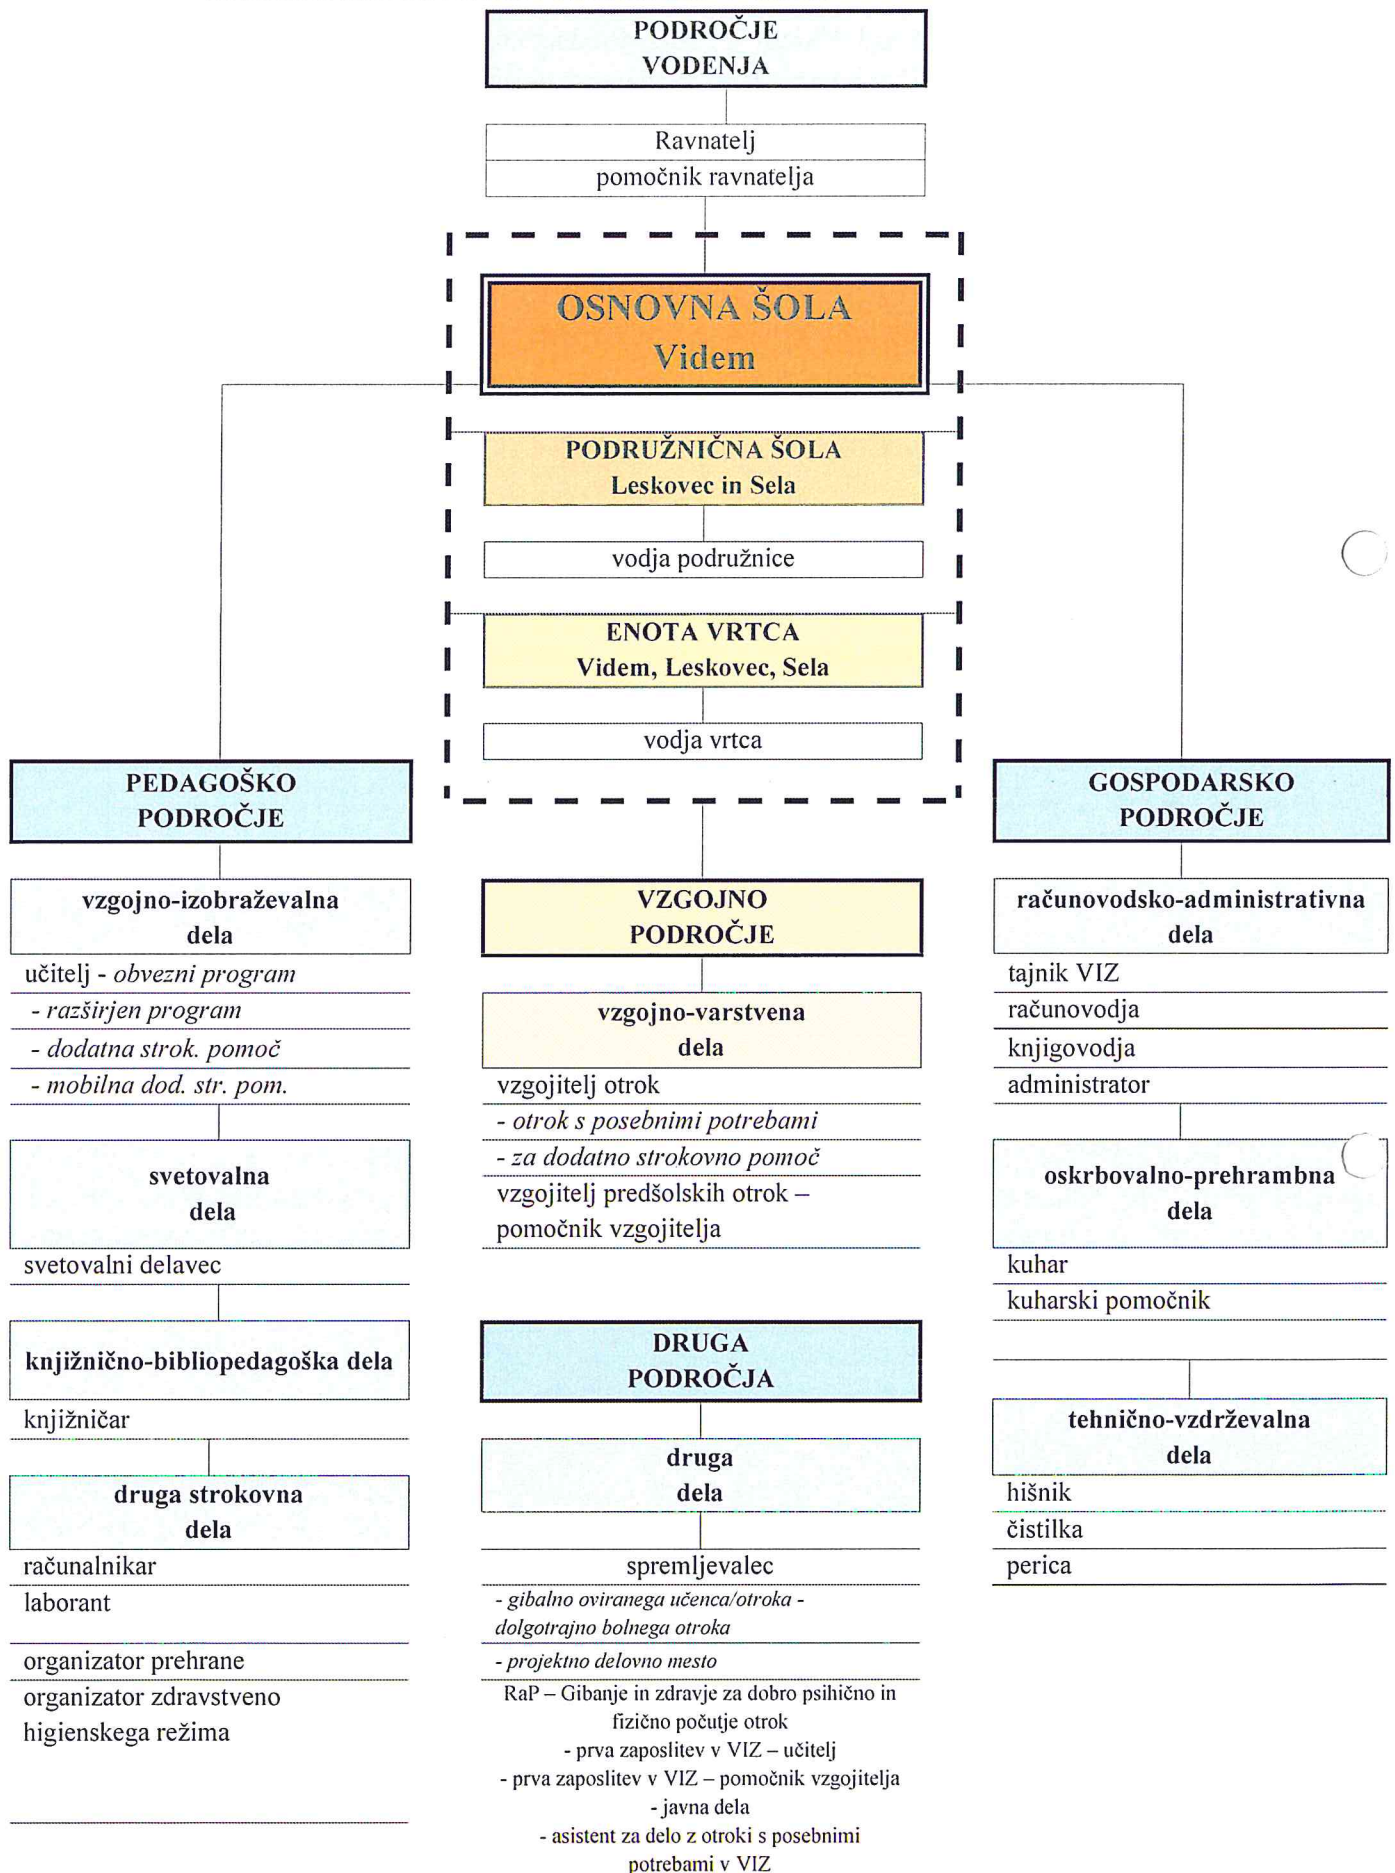 PODROČJE
VODENJA
Ravnatelj
pomočnik ravnatelja
OSNOVNA ŠOLA
Videm
PODRUŽNIČNA ŠOLA
Leskovec in Sela
vodja podružnice
ENOTA VRTCA
Videm, Leskovec, Sela
vodja vrtca
PEDAGOŠKO
PODROČJE
vzgojno-izobraževalna
dela
učitelj - obvezni program
- razširjen program
- dodatna strok. pomoč
- mobilna dod. str. pom.
svetovalna
dela
svetovalni delavec
knjižnično-bibliopedagoška dela
knjižničar
druga strokovna
dela
računalnikar
laborant
organizator prehrane
organizator zdravstveno
higienskega režima
VZGOJNO
PODROČJE
vzgojno-varstvena
dela
vzgojitelj otrok
- otrok s posebnimi potrebami
- za dodatno strokovno pomoč
vzgojitelj predšolskih otrok –
pomočnik vzgojitelja
DRUGA
PODROČJA
druga
dela
spremljevalec
- gibalno oviranega učenca/otroka -
dolgotrajno bolnega otroka
- projektno delovno mesto
RaP – Gibanje in zdravje za dobro psihično in
fizično počutje otrok
- prva zaposlitev v VIZ – učitelj
- prva zaposlitev v VIZ – pomočnik vzgojitelja
- javna dela
- asistent za delo z otroki s posebnimi
potrebami v VIZ
GOSPODARSKO
PODROČJE
računovodsko-administrativna
dela
tajnik VIZ
računovodja
knjigovodja
administrator
oskrbovalno-prehrambna
dela
kuhar
kuharski pomočnik
tehnično-vzdrževalna
dela
hišnik
čistilka
perica